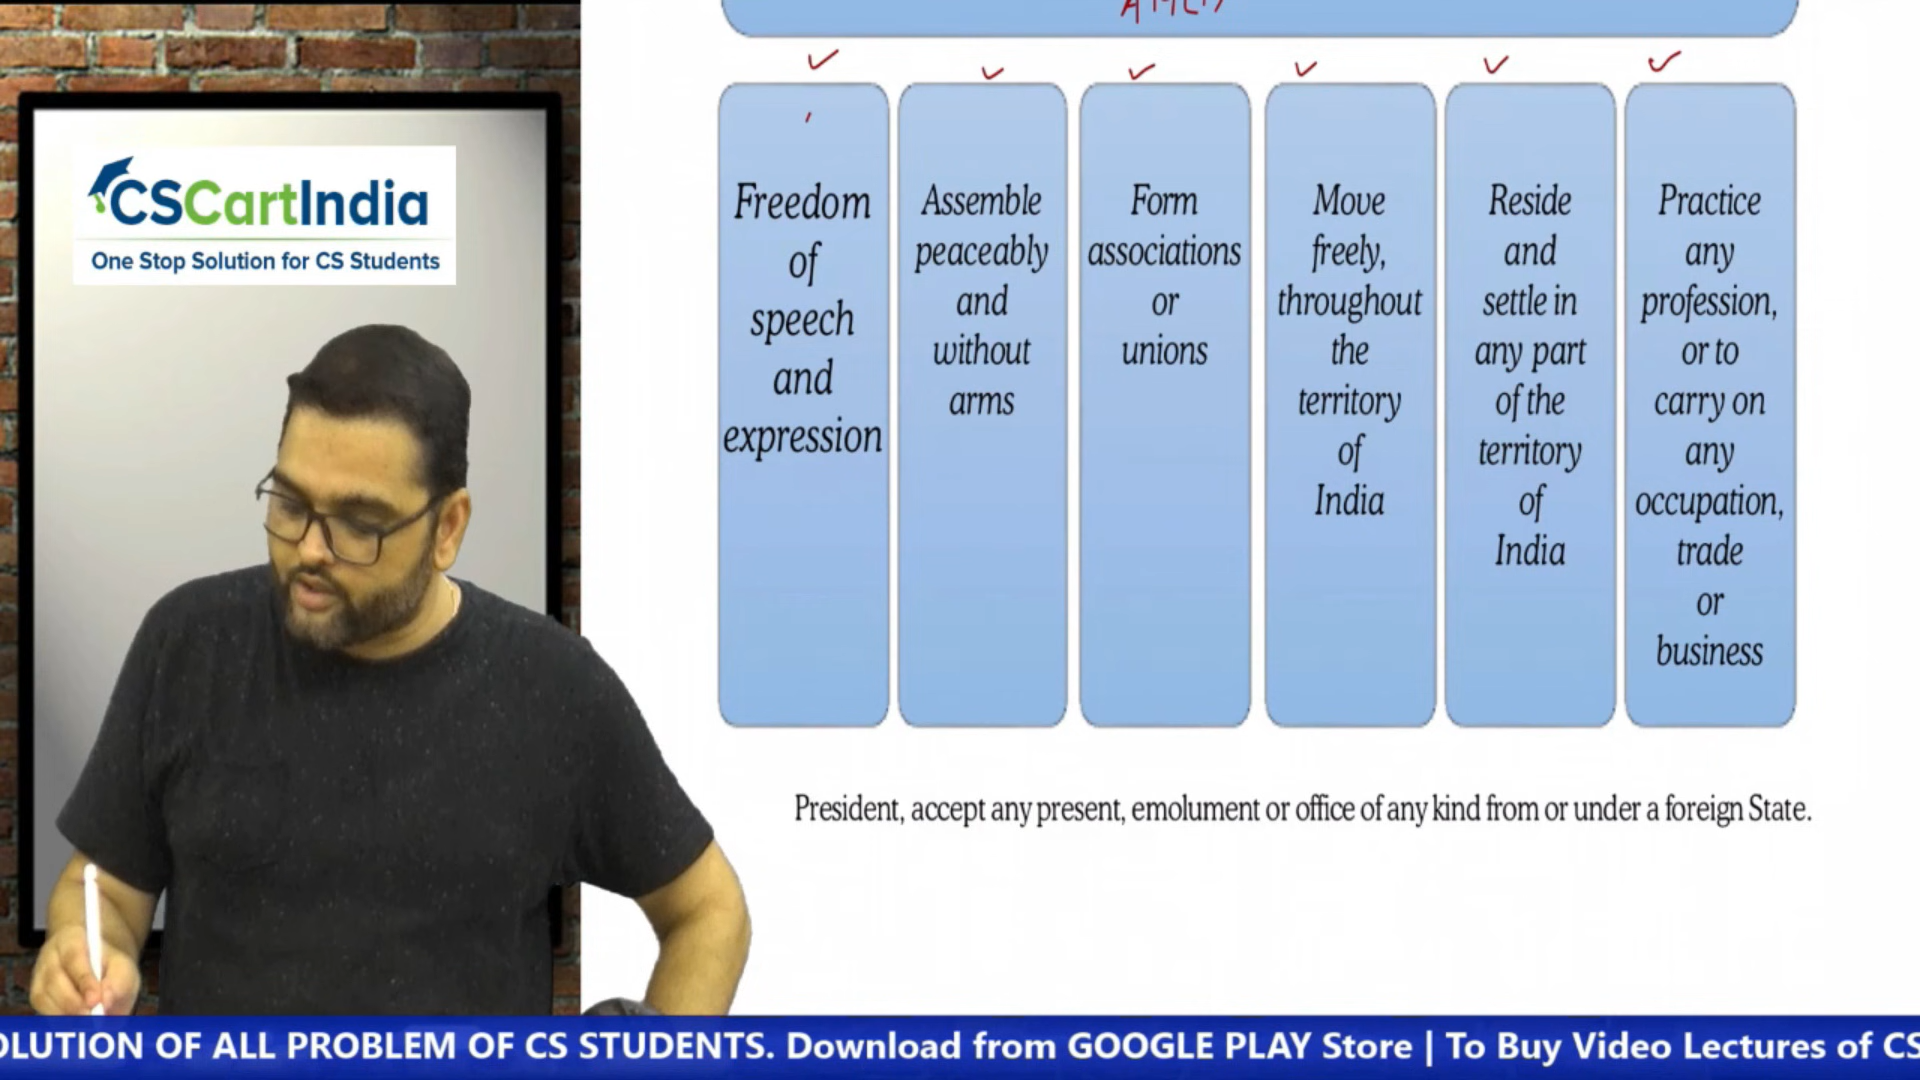 CSCartIndia
One Stop Solution for CS Students
Freedom
of
speech
and
expression
Assemble
peaceably
and
without
arms
Form
associations
or
unions
Move
freely,
throughout
the
territory
of
India
Reside
and
settle in
any part
of the
territory
of
India
Practice
any
profession,
or to
carry on
any
occupation,
trade
or
business
President, accept any present, emolument or office of any kind from or under a foreign State.
OLUTION OF ALL PROBLEM OF CS STUDENTS. Download from GOOGLE PLAY Store | To Buy Video Lectures of CS